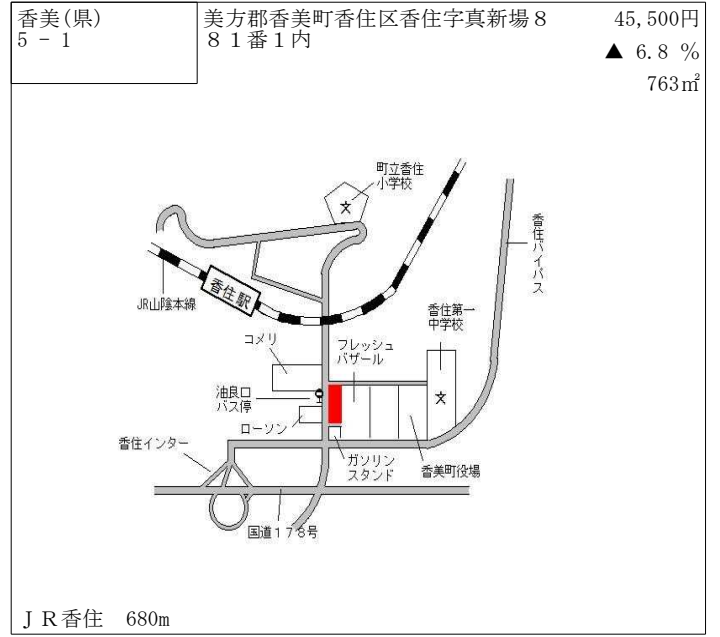 香美(県)
5 - 1
美方郡香美町香住区香住字真新場8
81番1内
45,500円
▲ 6.8 %
763㎡
町立香住
小学校
文
香住バイパス
JR山陰本線
香住駅
香住第一
中学校
文
コメリ
フレッシュ
バザール
油良口
バス停
ローソン
香住インター
ガソリン
スタンド
香美町役場
国道178号
JR香住 680m